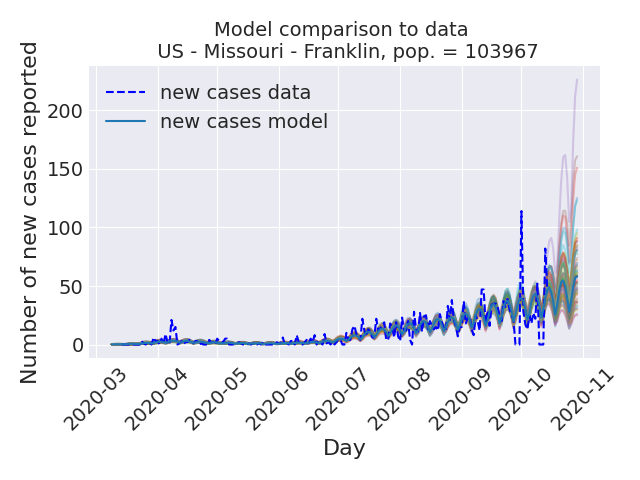 Model comparison to data
US - Missouri - Franklin, pop. = 103967
Number of new cases reported
200
150
100
50
0
new cases data
new cases model
2020-03
2020-04
2020-05
2020-06
2020-07
2020-08
2020-09
2020-10
2020-11
Day